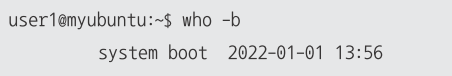 user1@myubuntu:~$ who -b
system boot  2022-01-01 13:56